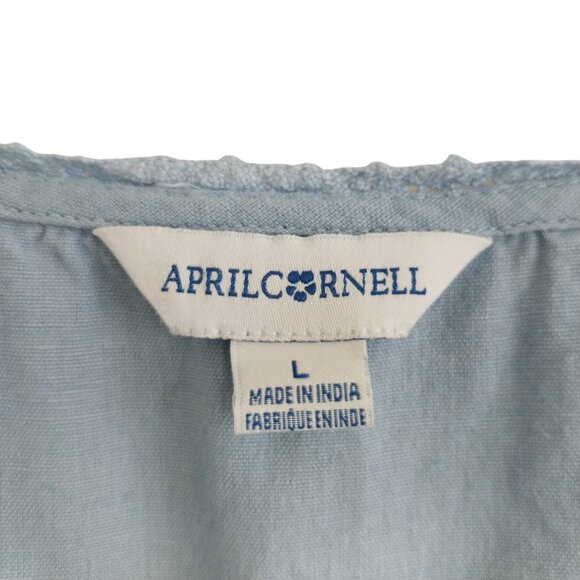 APRILCORNELL
L
MADE IN INDIA
FABRIQUE EN INDE